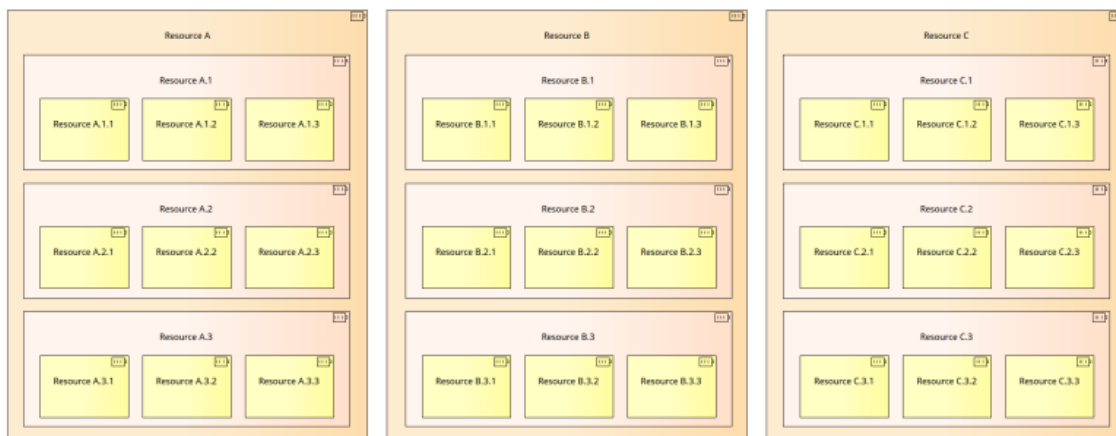 Resource A
Resource A.1
Resource A.1.1
Resource A.1.2
Resource A.1.3
Resource A.2
Resource A.2.1
Resource A.2.2
Resource A.2.3
Resource A.3
Resource A.3.1
Resource A.3.2
Resource A.3.3
Resource B
Resource B.1
Resource B.1.1
Resource B.1.2
Resource B.1.3
Resource B.2
Resource B.2.1
Resource B.2.2
Resource B.2.3
Resource B.3
Resource B.3.1
Resource B.3.2
Resource B.3.3
Resource C
Resource C.1
Resource C.1.1
Resource C.1.2
Resource C.1.3
Resource C.2
Resource C.2.1
Resource C.2.2
Resource C.2.3
Resource C.3
Resource C.3.1
Resource C.3.2
Resource C.3.3